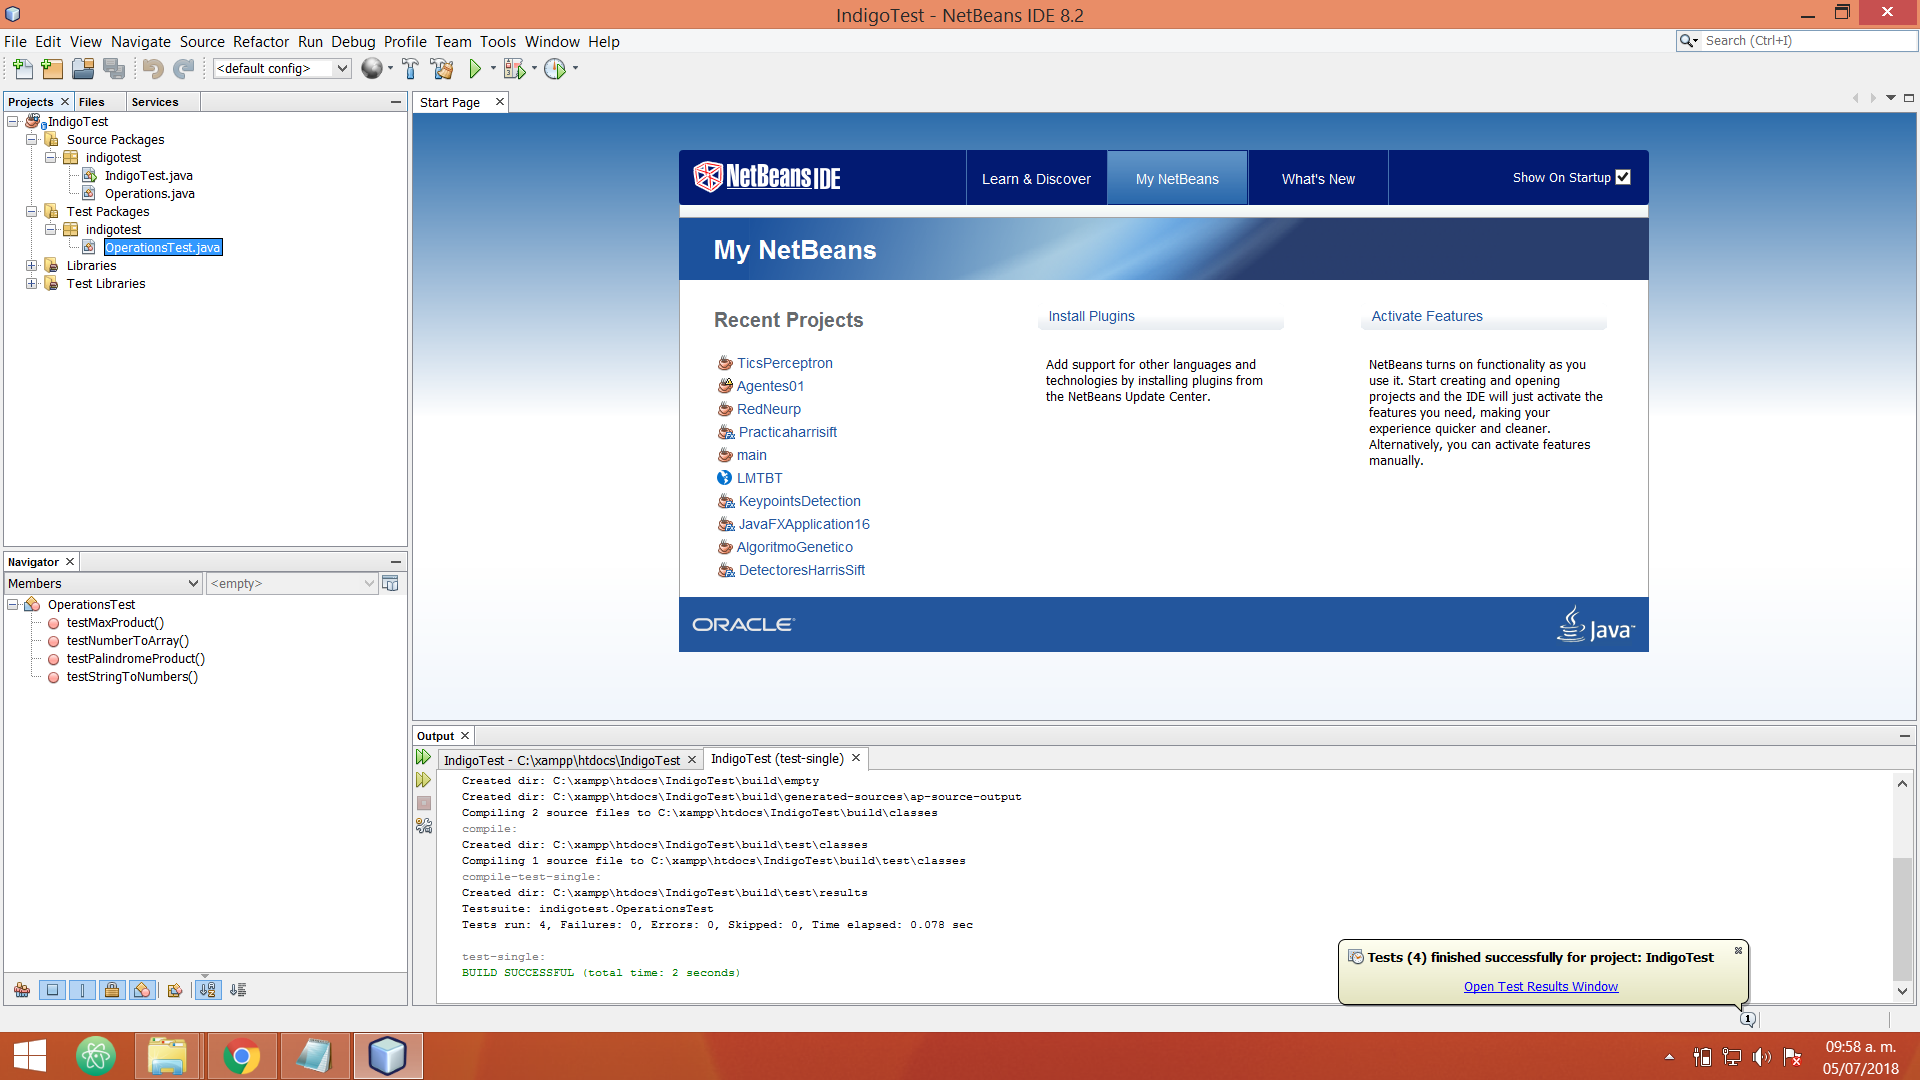 IndigoTest - NetBeans IDE 8.2
File Edit View Navigate Source Refactor Run Debug Profile Team Tools Window Help
Search (Ctrl+I)
<default config>
Projects Files Services
IndigoTest
Source Packages
indigotest
IndigoTest.java
Operations.java
Test Packages
indigotest
OperationsTest.java
Libraries
Test Libraries
Navigator
Members
<empty>
OperationsTest
testMaxProduct()
testNumberToArray()
testPalindromeProduct()
testStringToNumbers()
Start Page
NetBeans IDE
Learn & Discover
My NetBeans
What's New
Show On Startup
My NetBeans
Recent Projects
TicsPerceptron
Agentes01
RedNeurp
Practicaharrisift
main
LMTBT
KeypointsDetection
JavaFXApplication16
AlgoritmoGenetico
DetectoresHarrisSift
Install Plugins
Add support for other languages and
technologies by installing plugins from
the NetBeans Update Center.
Activate Features
NetBeans turns on functionality as you
use it. Start creating and opening
projects and the IDE will just activate the
features you need, making your
experience quicker and cleaner.
Alternatively, you can activate features
manually.
ORACLE
Java™
Output
IndigoTest - C:\xampp\htdocs\IndigoTest
IndigoTest (test-single)
Created dir: C:\xampp\htdocs\IndigoTest\build\empty
Created dir: C:\xampp\htdocs\IndigoTest\build\generated-sources\ap-source-output
Compiling 2 source files to C:\xampp\htdocs\IndigoTest\build\classes
compile:
Created dir: C:\xampp\htdocs\IndigoTest\build\test\classes
Compiling 1 source file to C:\xampp\htdocs\IndigoTest\build\test\classes
compile-test-single:
Created dir: C:\xampp\htdocs\IndigoTest\build\test\results
Testsuite: indigotest.OperationsTest
Tests run: 4, Failures: 0, Errors: 0, Skipped: 0, Time elapsed: 0.078 sec
test-single:
BUILD SUCCESSFUL (total time: 2 seconds)
Tests (4) finished successfully for project: IndigoTest
Open Test Results Window
1
09:58 a. m.
05/07/2018